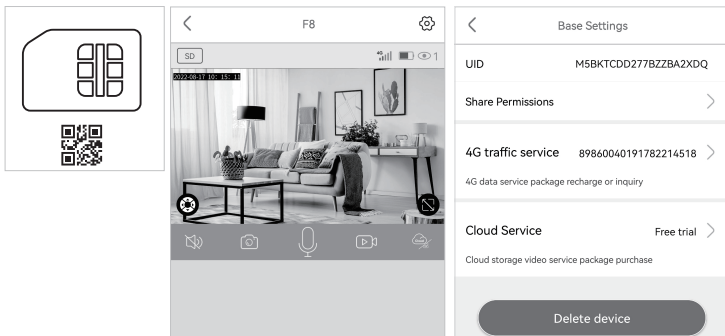 F8
SD
4G
1
2022-08-17 10: 15: 11
Base Settings
UID M5BKTCDD277BZZBA2XDQ
Share Permissions
4G traffic service 89860040191782214518
4G data service package recharge or inquiry
Cloud Service Free trial
Cloud storage video service package purchase
Delete device